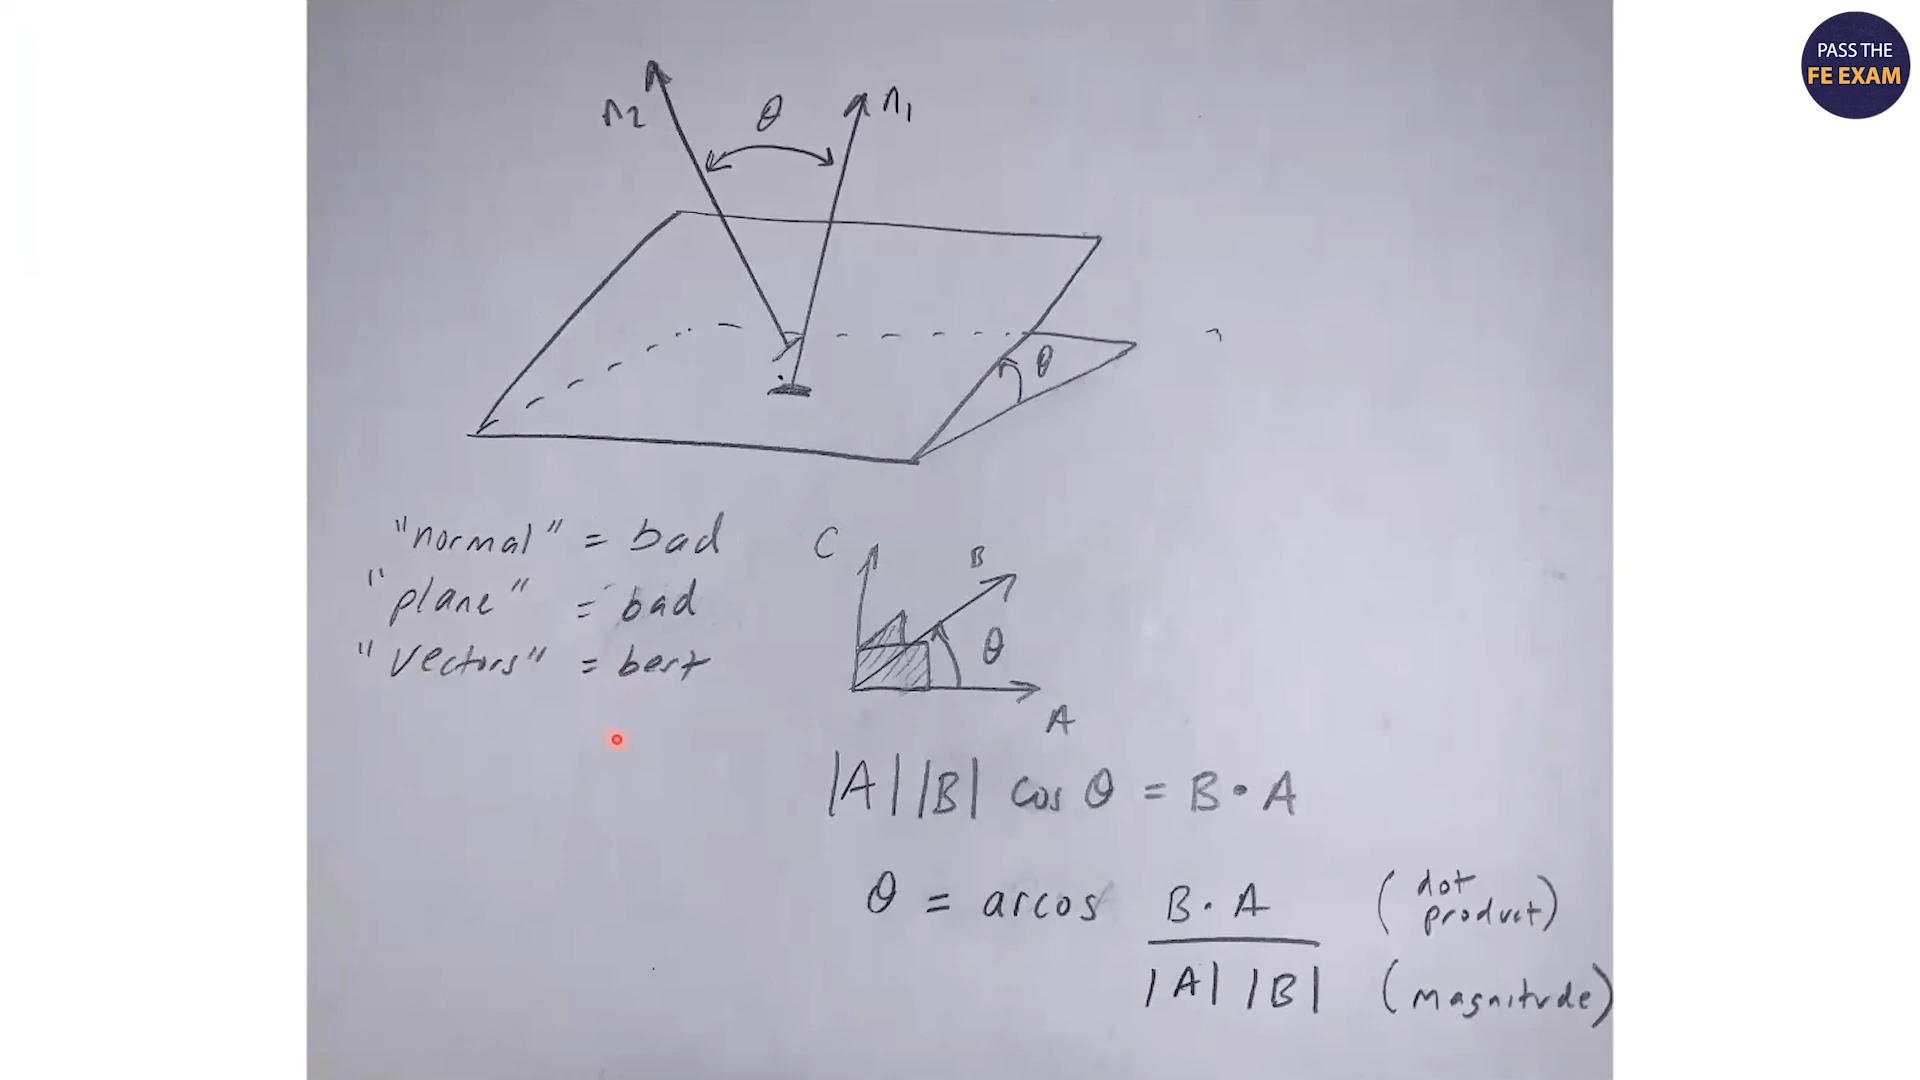 PASS THE
FE EXAM
n2
θ
n1
θ
"normal" = bad
"plane" = bad
"vectors" = best
C
B
θ
A
|A| |B| cos θ = B • A
θ = arcos B · A
|A| |B|
(dot
product)
(magnitude)